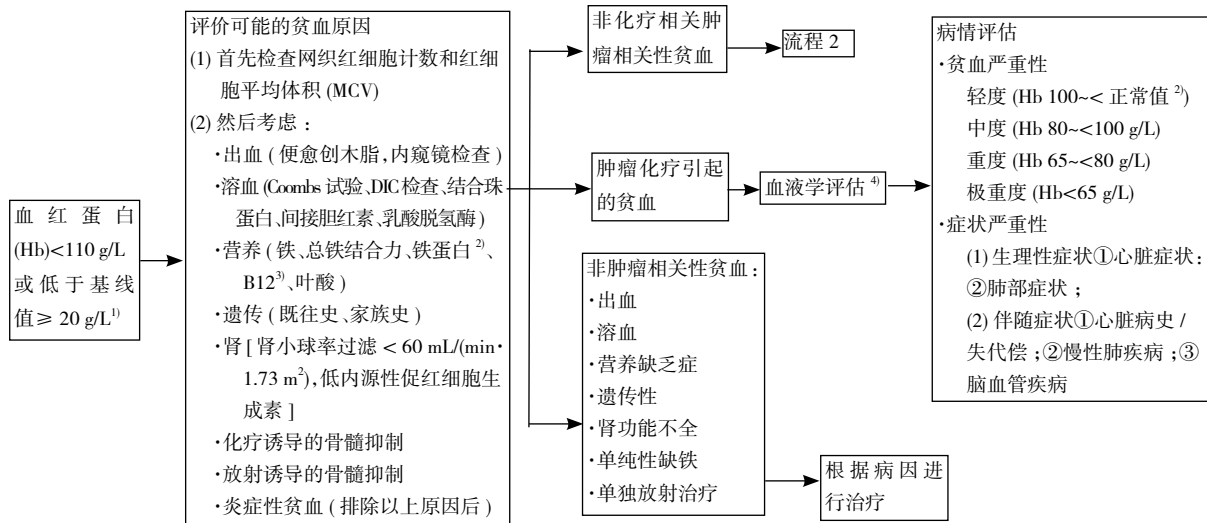 血红蛋白
(Hb)<110 g/L
或低于基线
值≥ 20 g/L1)
评价可能的贫血原因
(1) 首先检查网织红细胞计数和红细
胞平均体积 (MCV)
(2) 然后考虑：
·出血 ( 便愈创木脂，内窥镜检查 )
·溶血 (Coombs 试验、DIC 检查、结合珠
蛋白、间接胆红素、乳酸脱氢酶)
·营养 ( 铁、总铁结合力、铁蛋白 2)、
B123)、叶酸 )
·遗传 ( 既往史、家族史 )
·肾 [ 肾小球率过滤 < 60 mL/(min·
1.73 m2)，低内源性促红细胞生
成素 ]
·化疗诱导的骨髓抑制
·放射诱导的骨髓抑制
·炎症性贫血 ( 排除以上原因后 )
非化疗相关肿
瘤相关性贫血
流程 2
肿瘤化疗引起
的贫血
血液学评估 4)
非肿瘤相关性贫血：
·出血
·溶血
·营养缺乏症
·遗传性
·肾功能不全
·单纯性缺铁
·单独放射治疗
根据病因进
行治疗
病情评估
·贫血严重性
轻度 (Hb 100~< 正常值 2))
中度 (Hb 80~<100 g/L)
重度 (Hb 65~<80 g/L)
极重度 (Hb<65 g/L)
·症状严重性
(1) 生理性症状①心脏症状：
②肺部症状；
(2) 伴随症状①心脏病史 /
失代偿；②慢性肺疾病；③
脑血管疾病